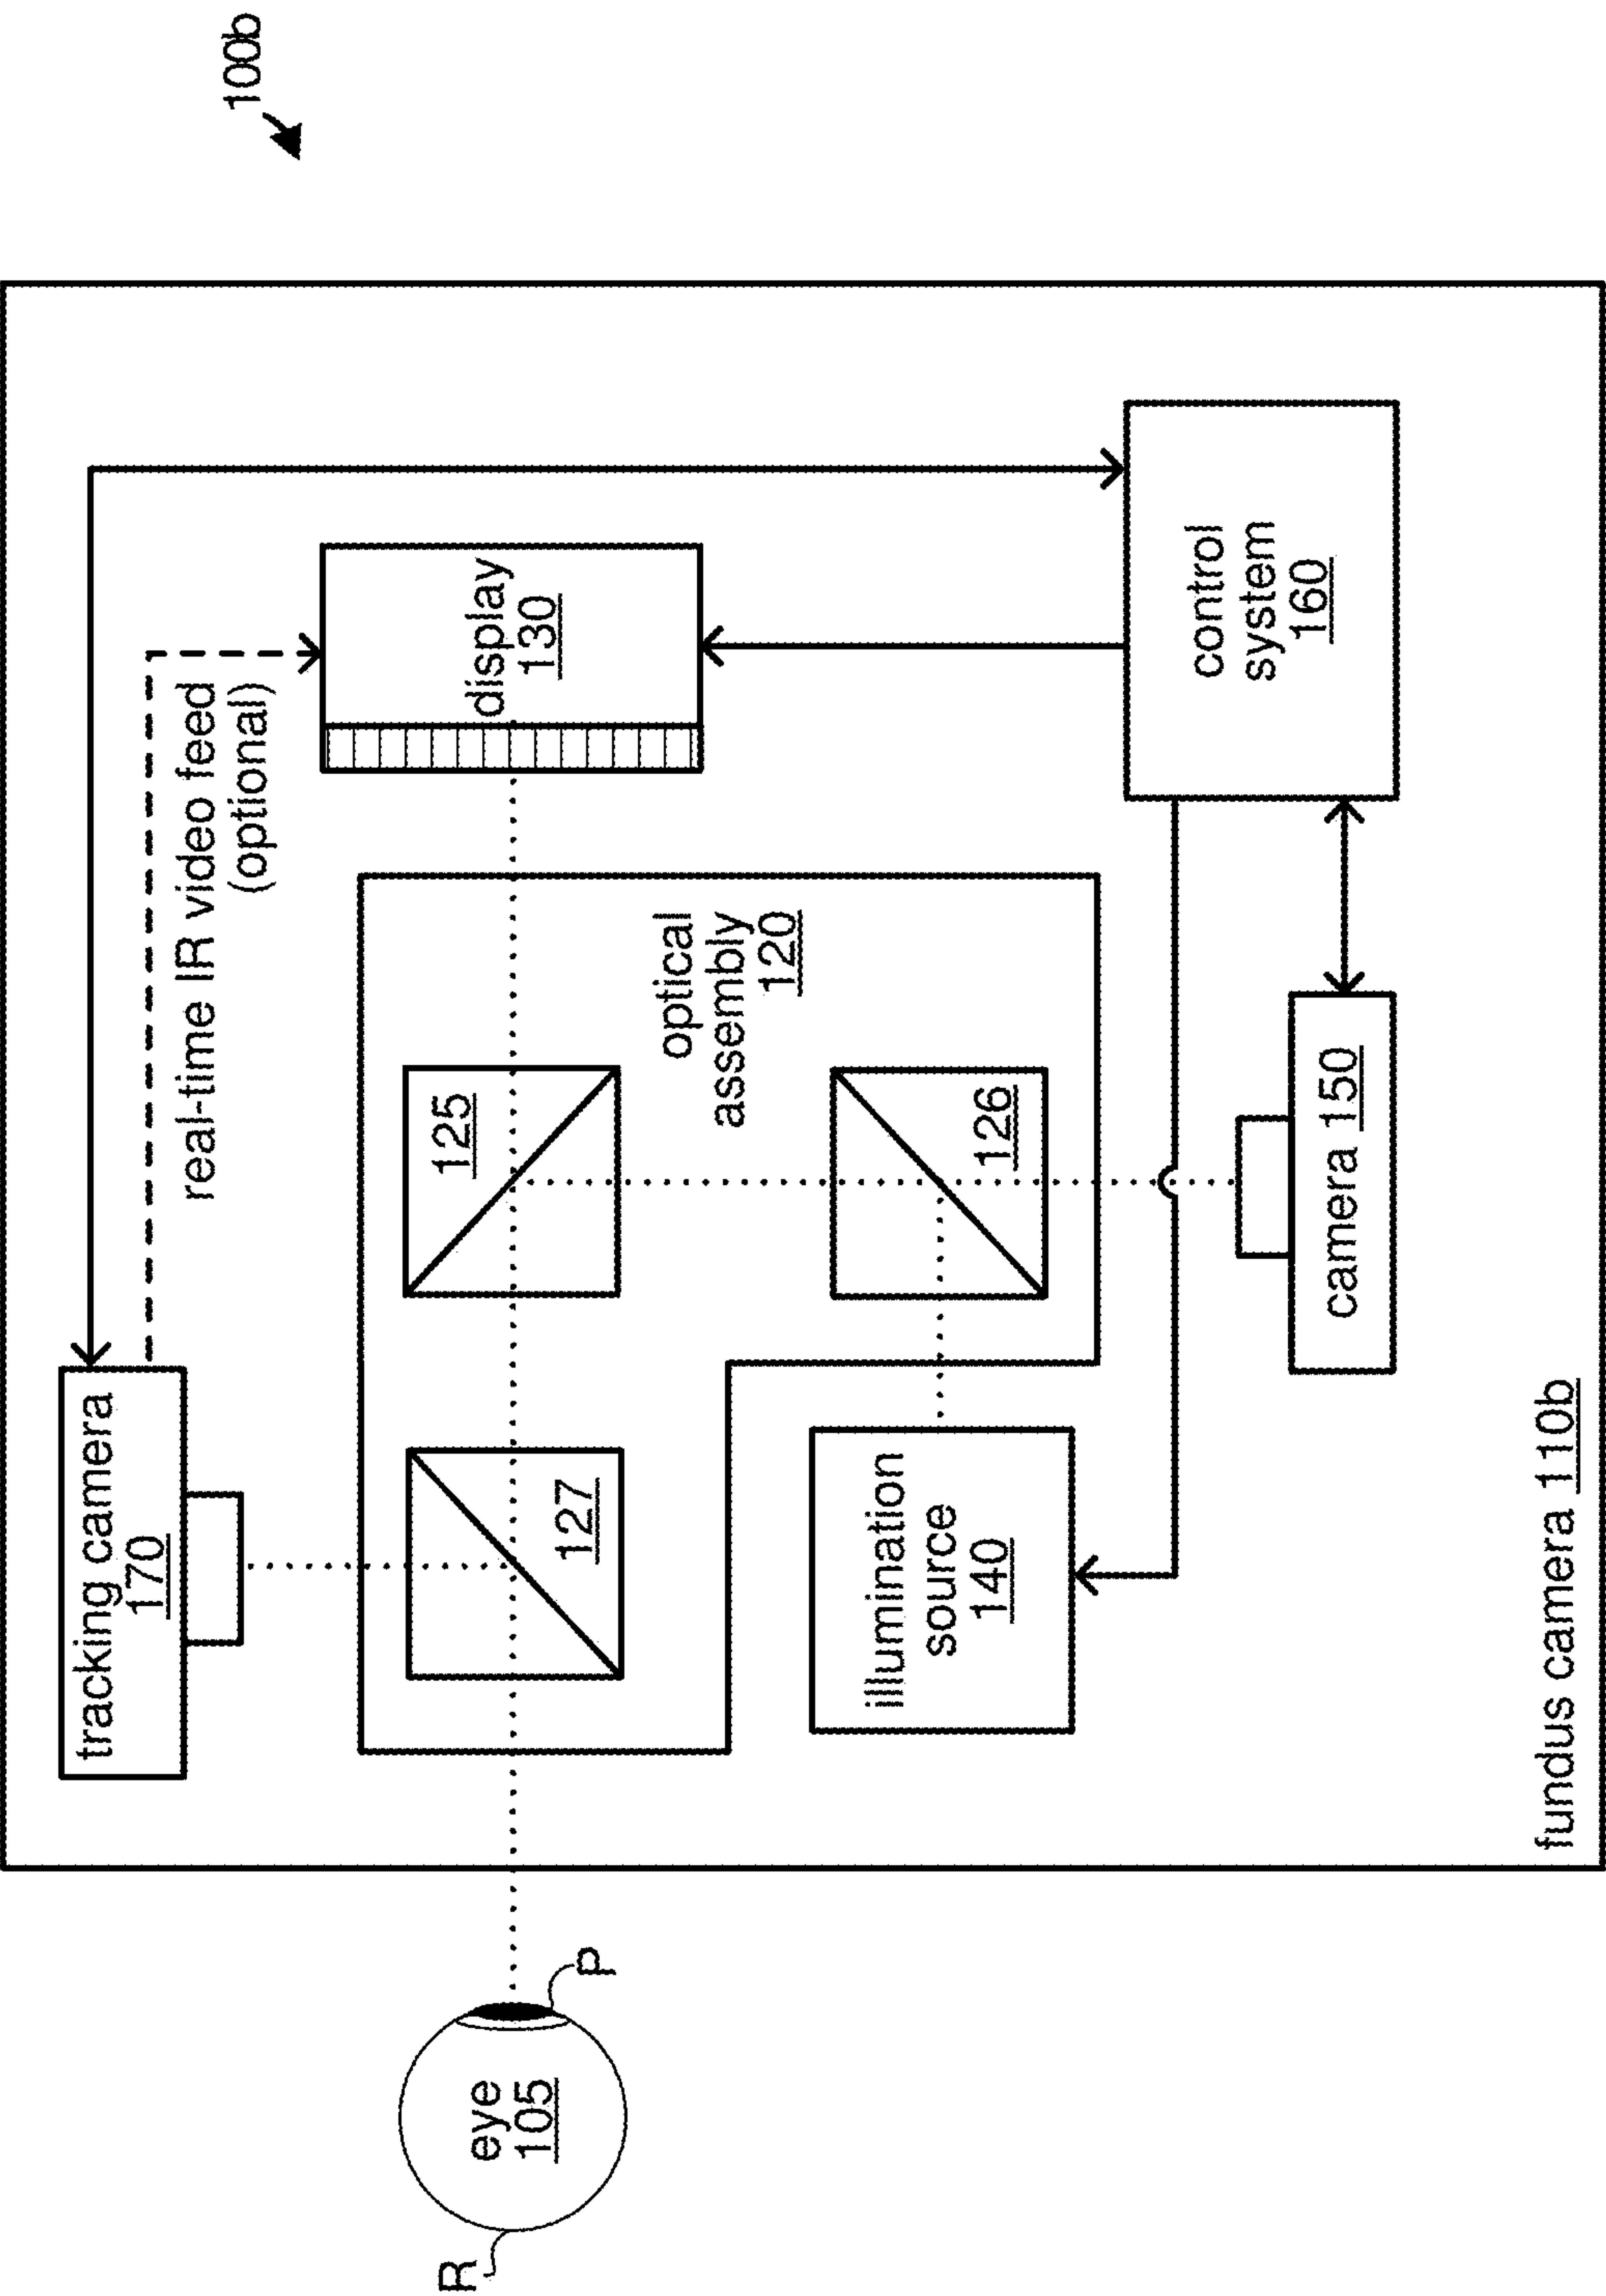 100b
tracking camera
170
real-time IR video feed
(optional)
display
130
125
127
optical
assembly
120
126
eye
105
R
P
illumination
source
140
control
system
160
camera 150
fundus camera 110b